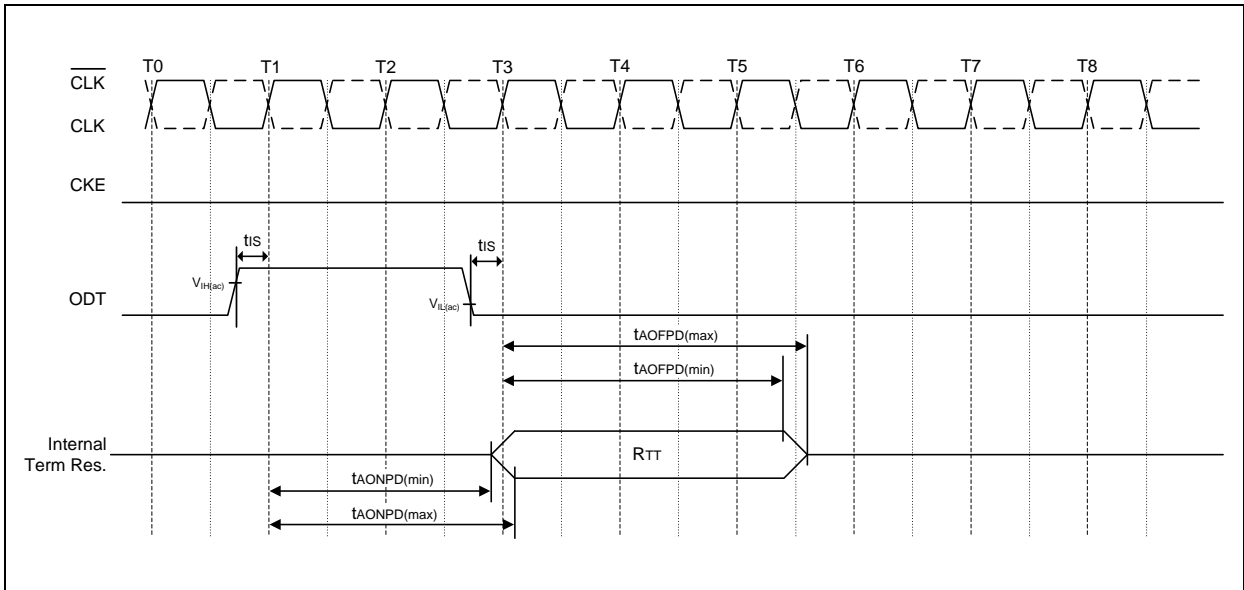 T0 T1 T2 T3 T4 T5 T6 T7 T8
CLK
CLK
CKE
tIS tIS
VIH(ac)
ODT
VIL(ac)
tAOFPD(max)
tAOFPD(min)
Internal
Term Res.
RTT
tAONPD(min)
tAONPD(max)